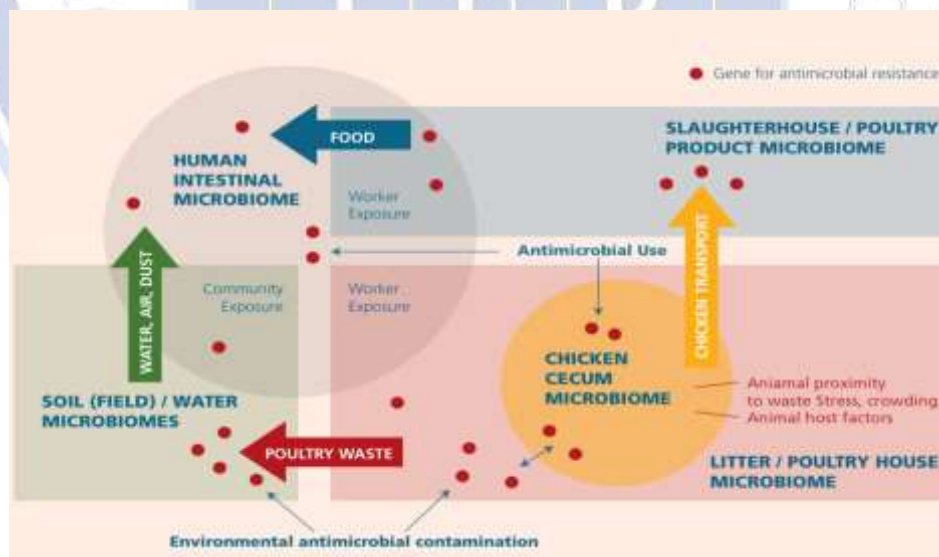 Gene for antimicrobial resistance
FOOD
SLAUGHTERHOUSE / POULTRY
PRODUCT MICROBIOME
HUMAN
INTESTINAL
MICROBIOME
Worker
Exposure
Antimicrobial Use
WATER, AIR, DUST
CHICKEN TRANSPORT
Community
Exposure
Worker
Exposure
CHICKEN
CECUM
MICROBIOME
Aniamal proximity
to waste Stress, crowding
Animal host factors
SOIL (FIELD) / WATER
MICROBIOMES
POULTRY WASTE
LITTER / POULTRY HOUSE
MICROBIOME
Environmental antimicrobial contamination